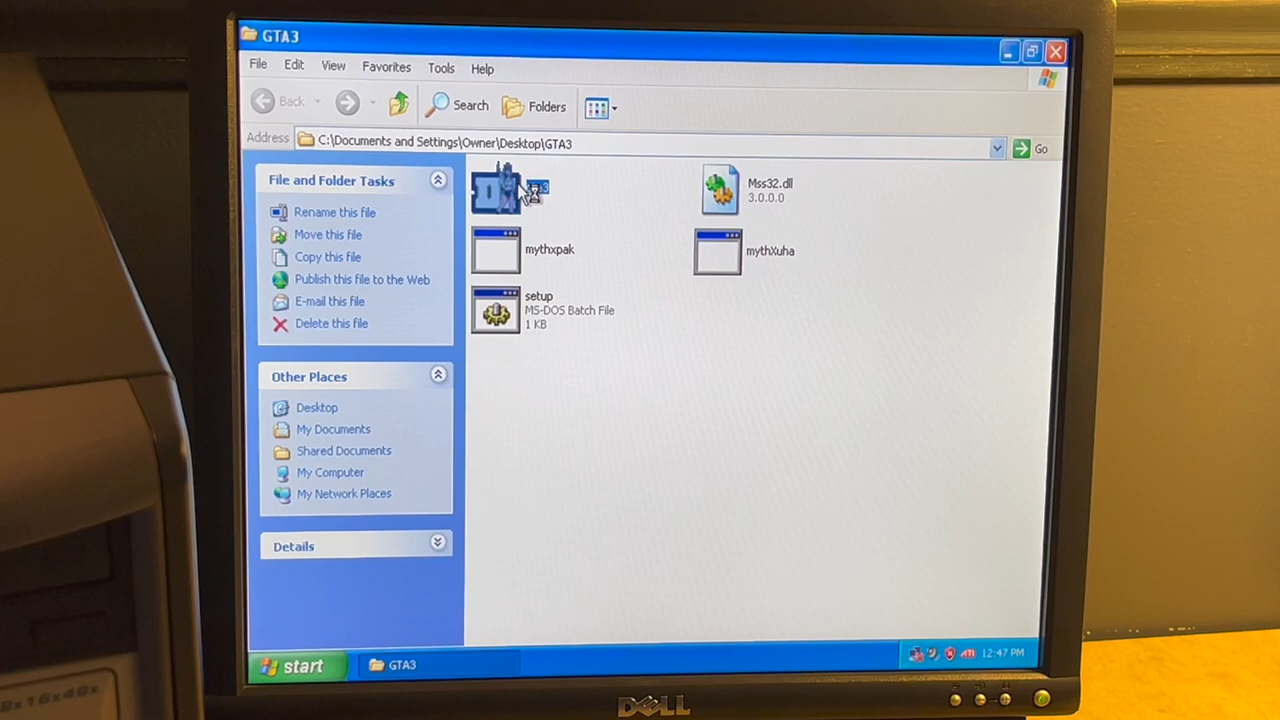 GTA3
File Edit View Favorites Tools Help
Back Search Folders
Address C:\Documents and Settings\Owner\Desktop\GTA3 Go
File and Folder Tasks
Rename this file
Move this file
Copy this file
Publish this file to the Web
E-mail this file
Delete this file
Other Places
Desktop
My Documents
Shared Documents
My Computer
My Network Places
Details
Mss32.dll
3.0.0.0
mythxpak
mythXuha
setup
MS-DOS Batch File
1 KB
start GTA3 ATI 12:47 PM
DELL